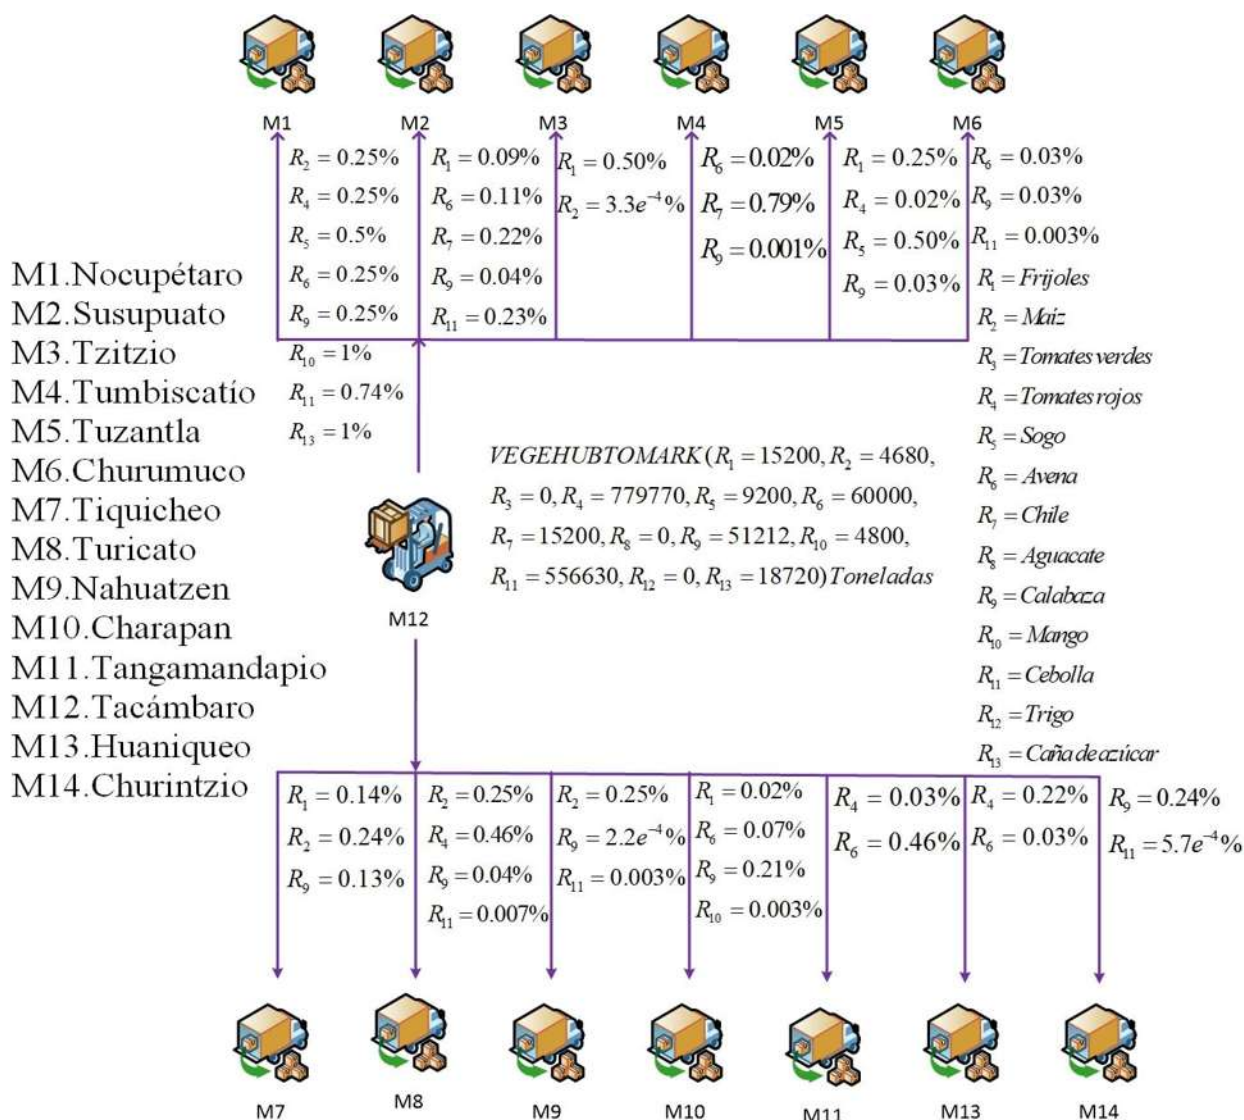 M1
M2
M3
M4
M5
M6
R₂ = 0.25%
R₄ = 0.25%
R₅ = 0.5%
R₆ = 0.25%
R₉ = 0.25%
R₁₀ = 1%
R₁₁ = 0.74%
R₁₃ = 1%
R₁ = 0.09%
R₆ = 0.11%
R₇ = 0.22%
R₉ = 0.04%
R₁₁ = 0.23%
R₁ = 0.50%
R₂ = 3.3e⁻⁴%
R₆ = 0.02%
R₇ = 0.79%
R₉ = 0.001%
R₁ = 0.25%
R₄ = 0.02%
R₅ = 0.50%
R₉ = 0.03%
R₆ = 0.03%
R₉ = 0.03%
R₁₁ = 0.003%
R₁ = Frijoles
R₂ = Maíz
R₃ = Tomates verdes
R₄ = Tomates rojos
R₅ = Sogo
R₆ = Avena
R₇ = Chile
R₈ = Aguacate
R₉ = Calabaza
R₁₀ = Mango
R₁₁ = Cebolla
R₁₂ = Trigo
R₁₃ = Caña de azúcar
M1.Nocupétaro
M2.Susupuato
M3.Tzitzio
M4.Tumbiscatío
M5.Tuzantla
M6.Churumuco
M7.Tiquicheo
M8.Turicato
M9.Nahuatzen
M10.Charapan
M11.Tangamandapio
M12.Tacámbaro
M13.Huaniqueo
M14.Churintzio
VEGEHUBTOMARK(R₁ = 15200, R₂ = 4680,
R₃ = 0, R₄ = 779770, R₅ = 9200, R₆ = 60000,
R₇ = 15200, R₈ = 0, R₉ = 51212, R₁₀ = 4800,
R₁₁ = 556630, R₁₂ = 0, R₁₃ = 18720)Toneladas
M12
R₁ = 0.14%
R₂ = 0.24%
R₉ = 0.13%
R₂ = 0.25%
R₄ = 0.46%
R₉ = 0.04%
R₁₁ = 0.007%
R₂ = 0.25%
R₉ = 2.2e⁻⁴%
R₁₁ = 0.003%
R₁ = 0.02%
R₆ = 0.07%
R₉ = 0.21%
R₁₀ = 0.003%
R₄ = 0.03%
R₆ = 0.46%
R₄ = 0.22%
R₆ = 0.03%
R₉ = 0.24%
R₁₁ = 5.7e⁻⁴%
M7
M8
M9
M10
M11
M13
M14